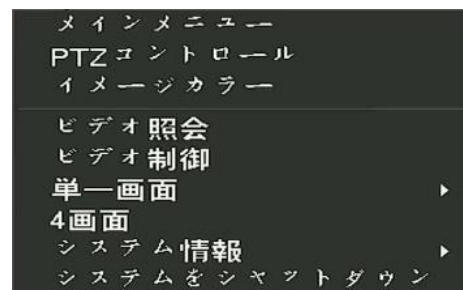 メインメニュー
PTZコントロール
イメージカラー
ビデオ照会
ビデオ制御
単一画面
4画面
システム情報
システムをシャットダウン